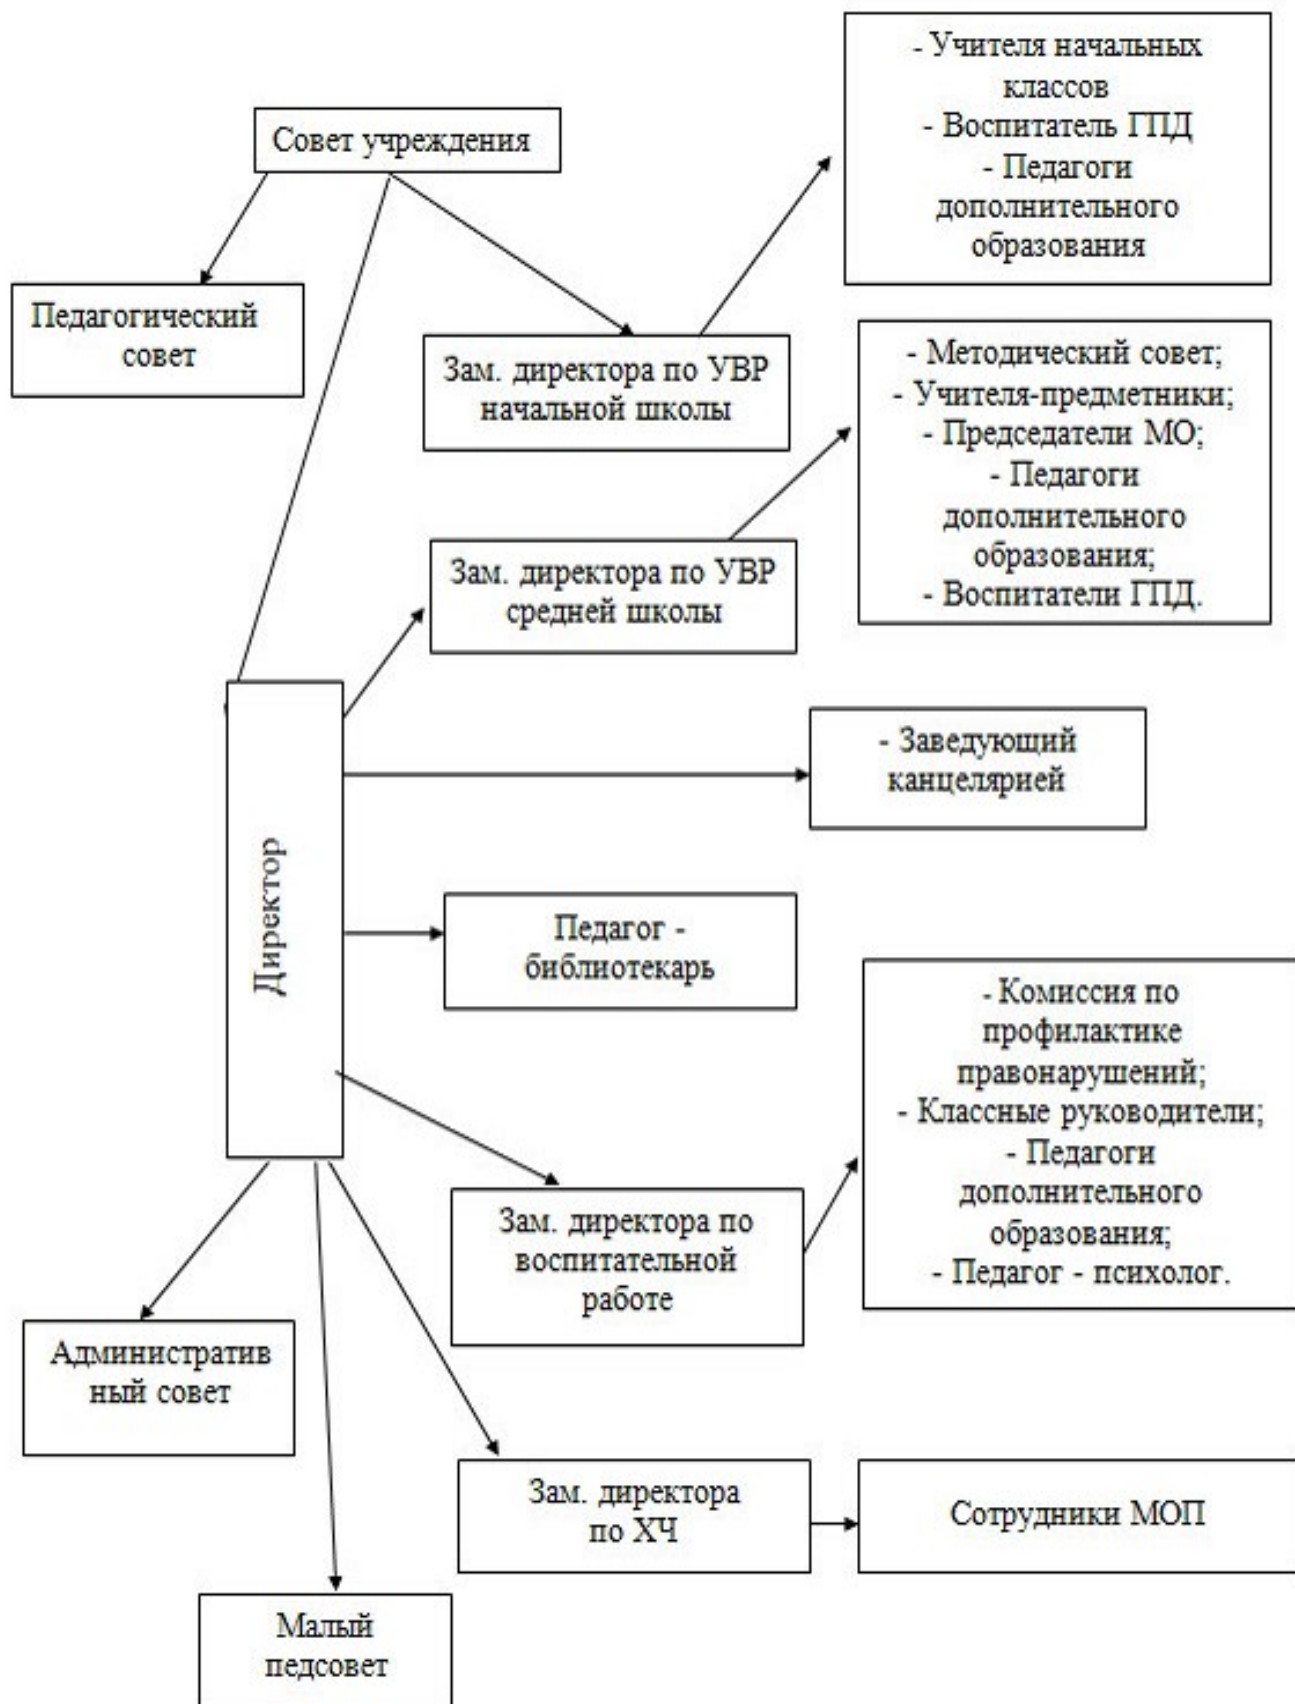 - Учителя начальных
классов
- Воспитатель ГПД
- Педагоги
дополнительного
образования
Совет учреждения
Педагогический
совет
Зам. директора по УВР
начальной школы
- Методический совет;
- Учителя-предметники;
- Председатели МО;
- Педагоги
дополнительного
образования;
- Воспитатели ГПД.
Зам. директора по УВР
средней школы
- Заведующий
канцелярией
Директор
Педагог -
библиотекарь
- Комиссия по
профилактике
правонарушений;
- Классные руководители;
- Педагоги
дополнительного
образования;
- Педагог - психолог.
Зам. директора по
воспитательной
работе
Административ
ный совет
Зам. директора
по ХЧ
Сотрудники МОП
Малый
педсовет